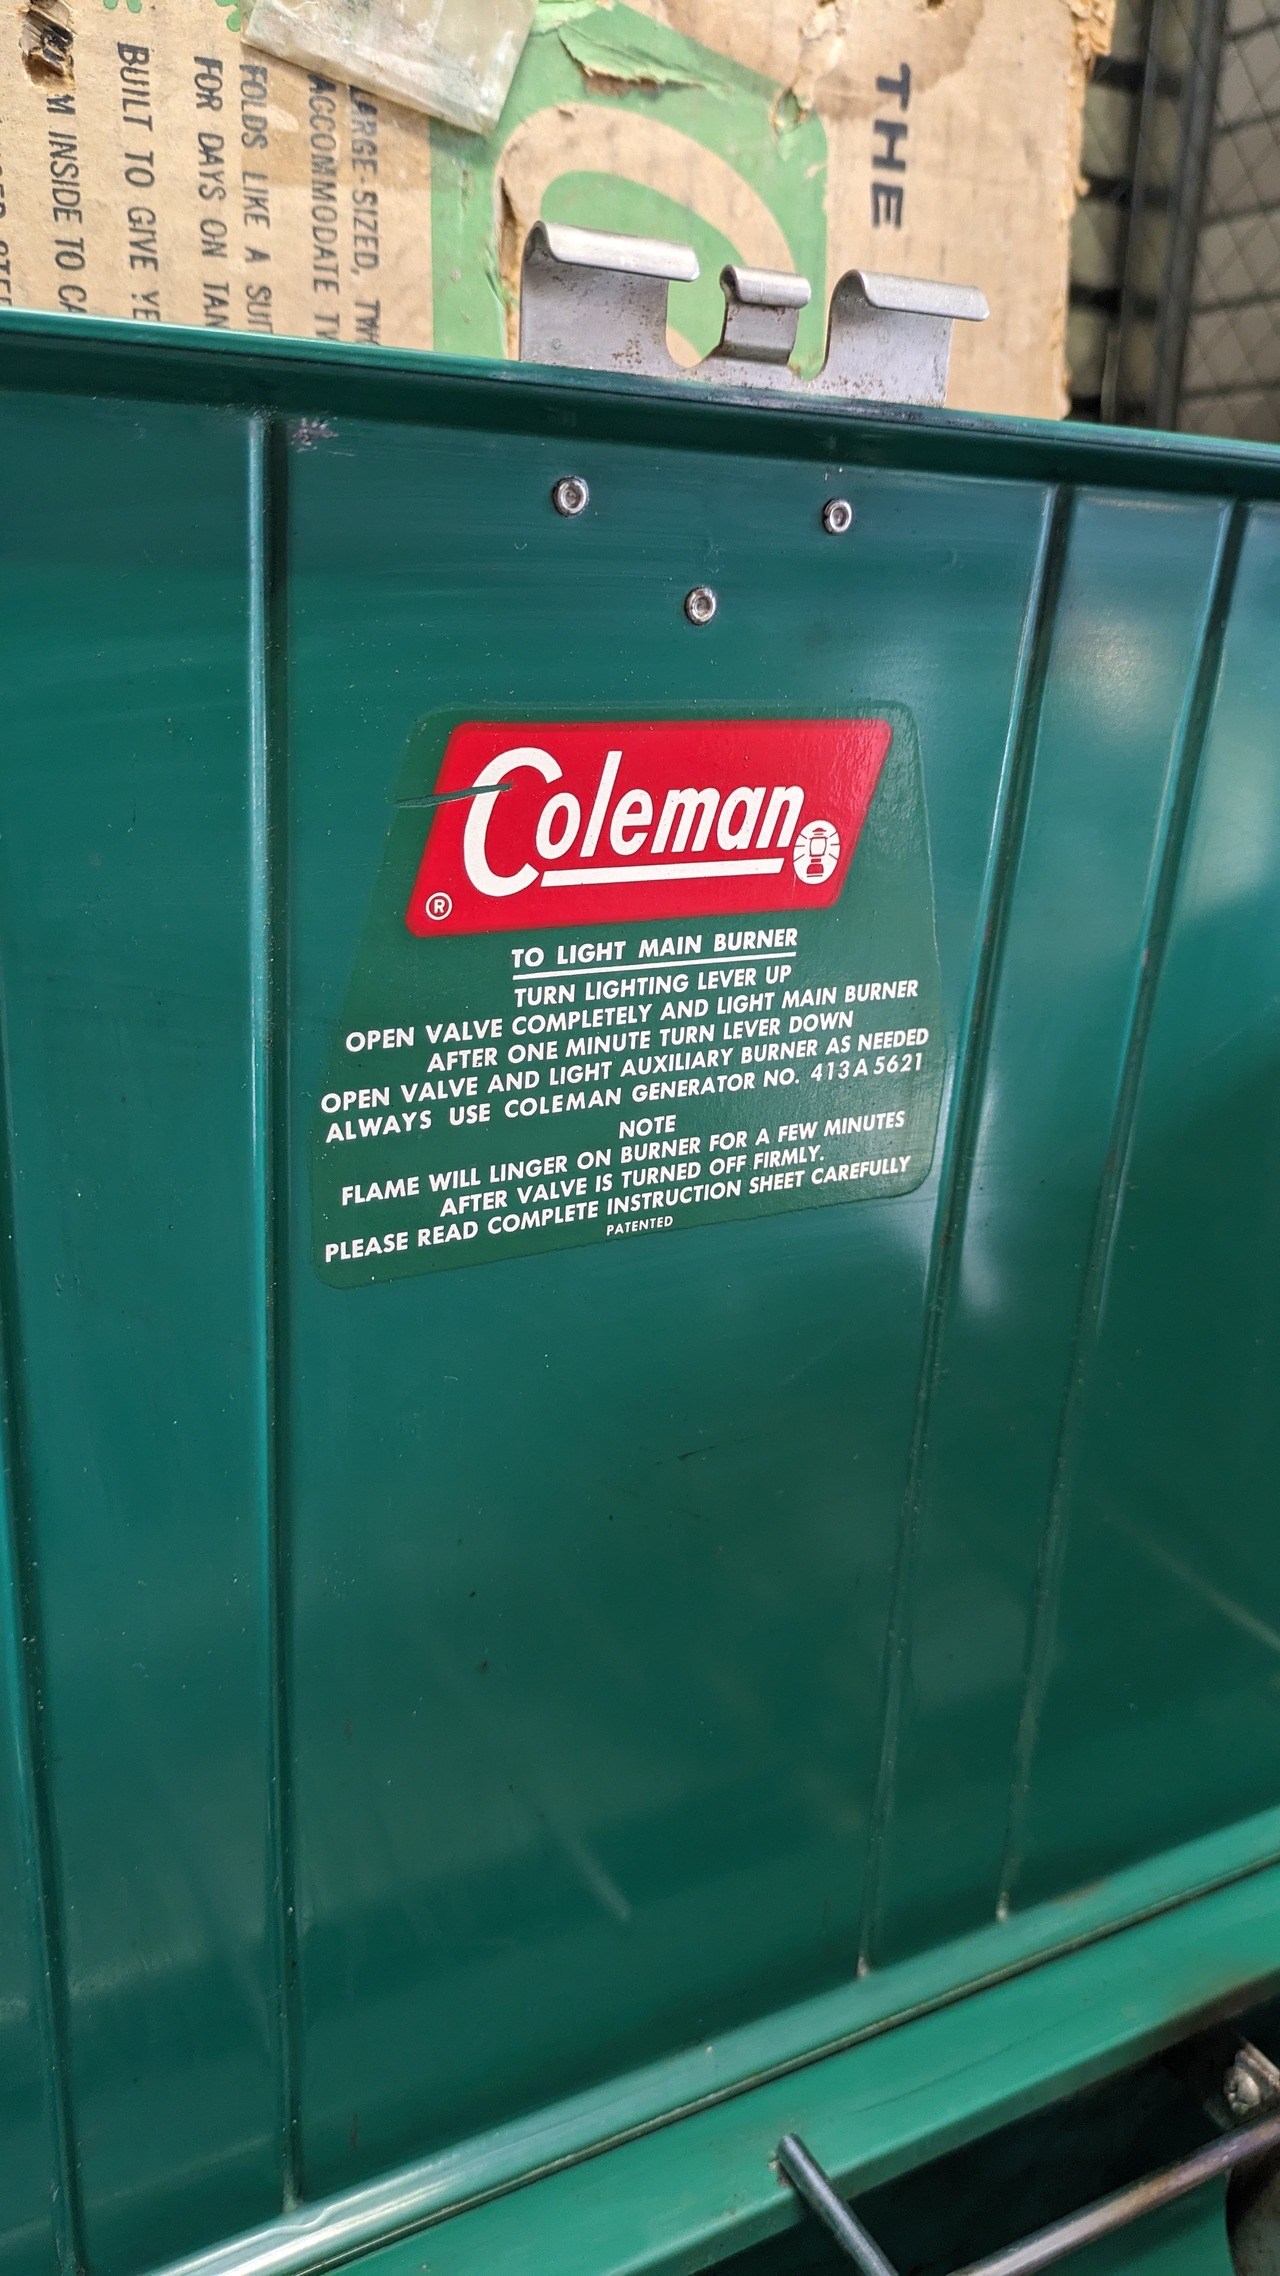 THE
LARGE-SIZED,
ACCOMMODATE
FOLDS LIKE A
FOR DAYS ON
BUILT TO GIVE
INSIDE TO
Coleman
®
TO LIGHT MAIN BURNER
TURN LIGHTING LEVER UP
OPEN VALVE COMPLETELY AND LIGHT MAIN BURNER
AFTER ONE MINUTE TURN LEVER DOWN
OPEN VALVE AND LIGHT AUXILIARY BURNER AS NEEDED
ALWAYS USE COLEMAN GENERATOR NO. 413A5621
NOTE
FLAME WILL LINGER ON BURNER FOR A FEW MINUTES
AFTER VALVE IS TURNED OFF FIRMLY.
PLEASE READ COMPLETE INSTRUCTION SHEET CAREFULLY
PATENTED